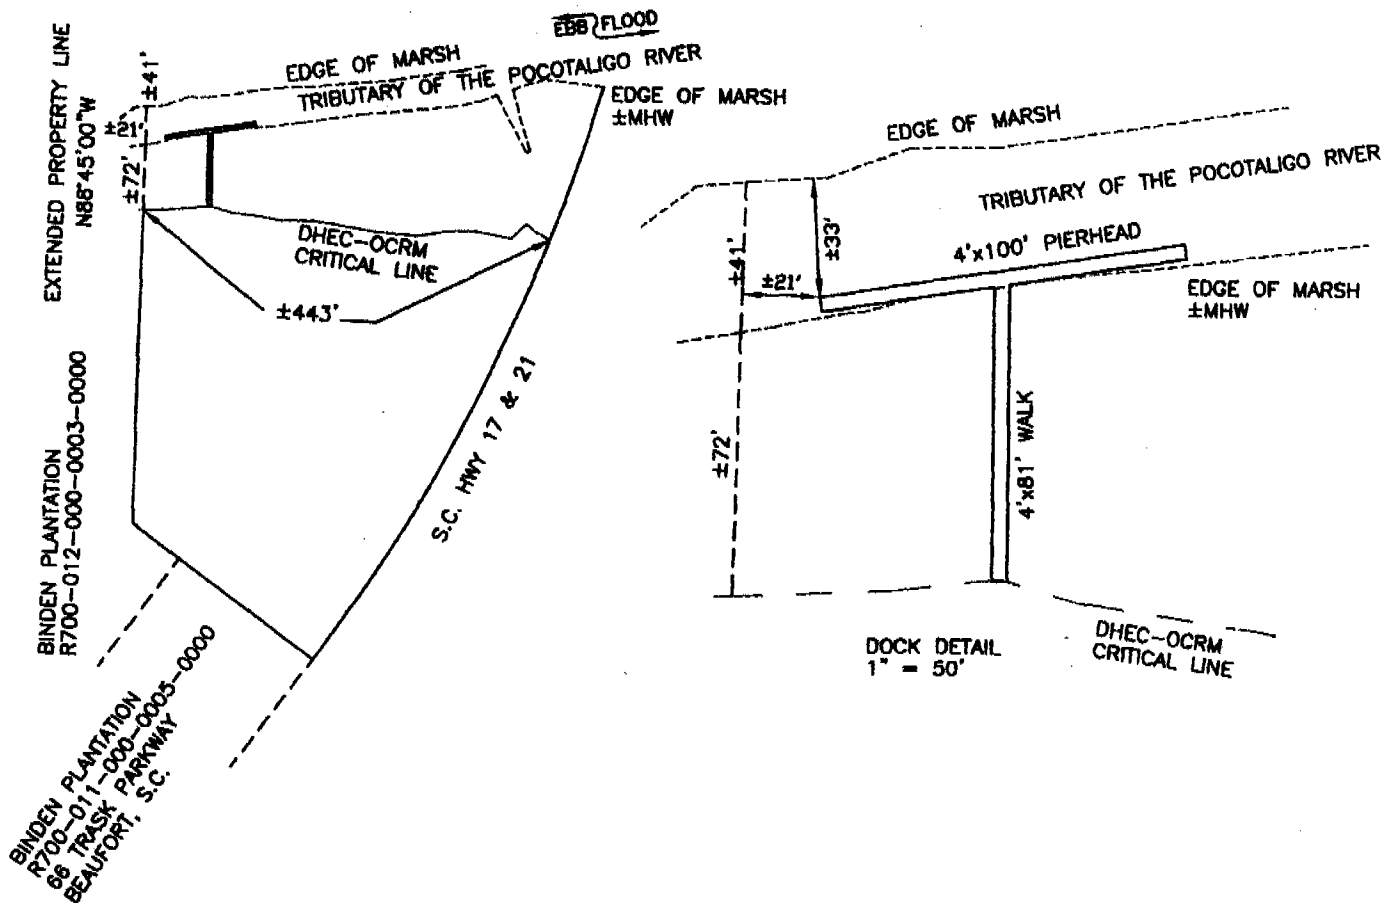 EBB FLOOD
EDGE OF MARSH
TRIBUTARY OF THE POCOTALIGO RIVER
EDGE OF MARSH
±MHW
EXTENDED PROPERTY LINE
N88°45'00"W
±41'
±21'
±72'
DHEC-OCRM
CRITICAL LINE
±443'
S.C. HWY 17 & 21
BINDEN PLANTATION
R700-012-000-0003-0000
BINDEN PLANTATION
R700-011-000-0005-0000
66 TRASK PARKWAY
BEAUFORT, S.C.
EDGE OF MARSH
TRIBUTARY OF THE POCOTALIGO RIVER
4'x100' PIERHEAD
±41'
±33'
±21'
EDGE OF MARSH
±MHW
±72'
4'x81' WALK
DHEC-OCRM
CRITICAL LINE
DOCK DETAIL
1" = 50'